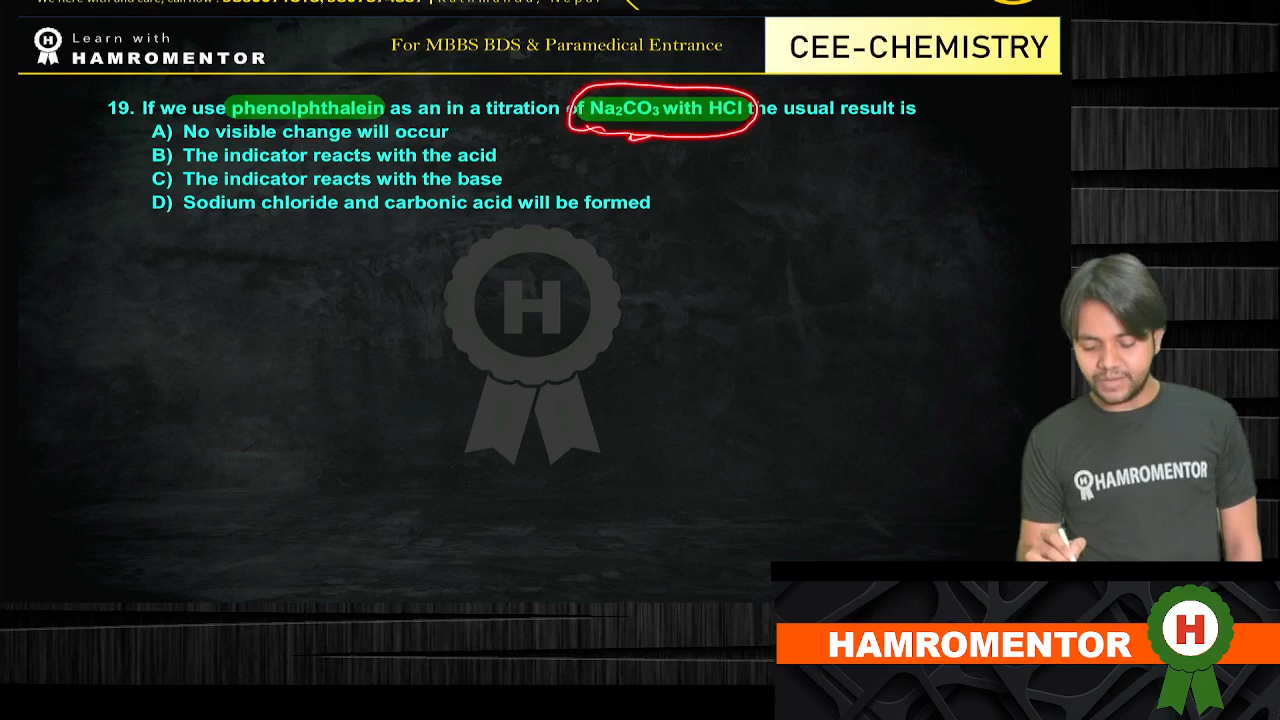 Learn with
HAMROMENTOR
For MBBS BDS & Paramedical Entrance
CEE-CHEMISTRY
19. If we use phenolphthalein as an in a titration of Na₂CO₃ with HCl the usual result is
A) No visible change will occur
B) The indicator reacts with the acid
C) The indicator reacts with the base
D) Sodium chloride and carbonic acid will be formed
H
HAMROMENTOR
HAMROMENTOR
H